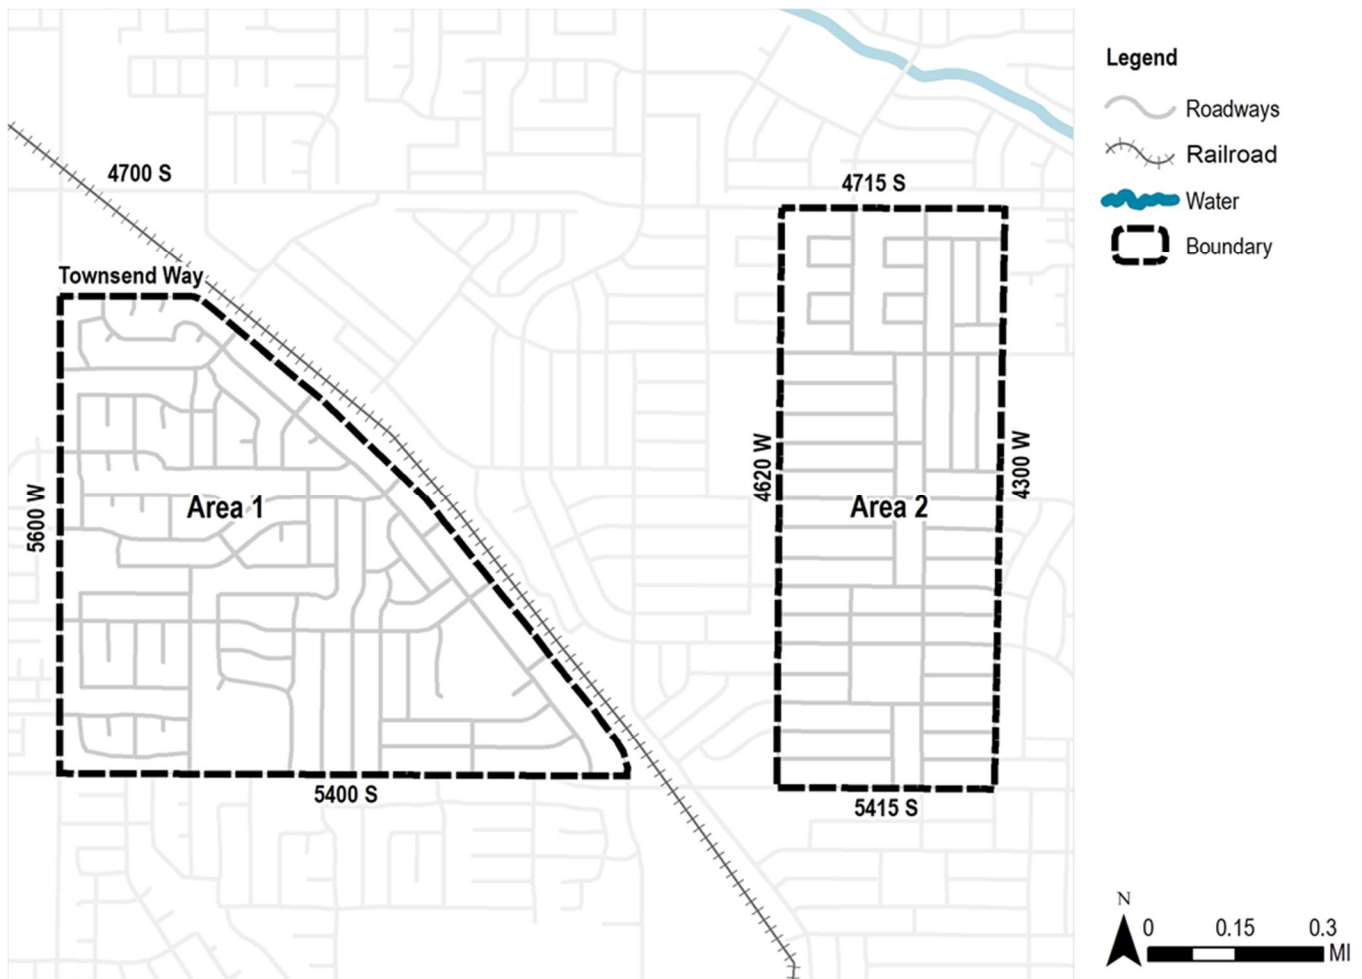 Legend
Roadways
Railroad
Water
Boundary
4700 S
4715 S
Townsend Way
5600 W
Area 1
4620 W
Area 2
4300 W
5400 S
5415 S
N
0 0.15 0.3
MI